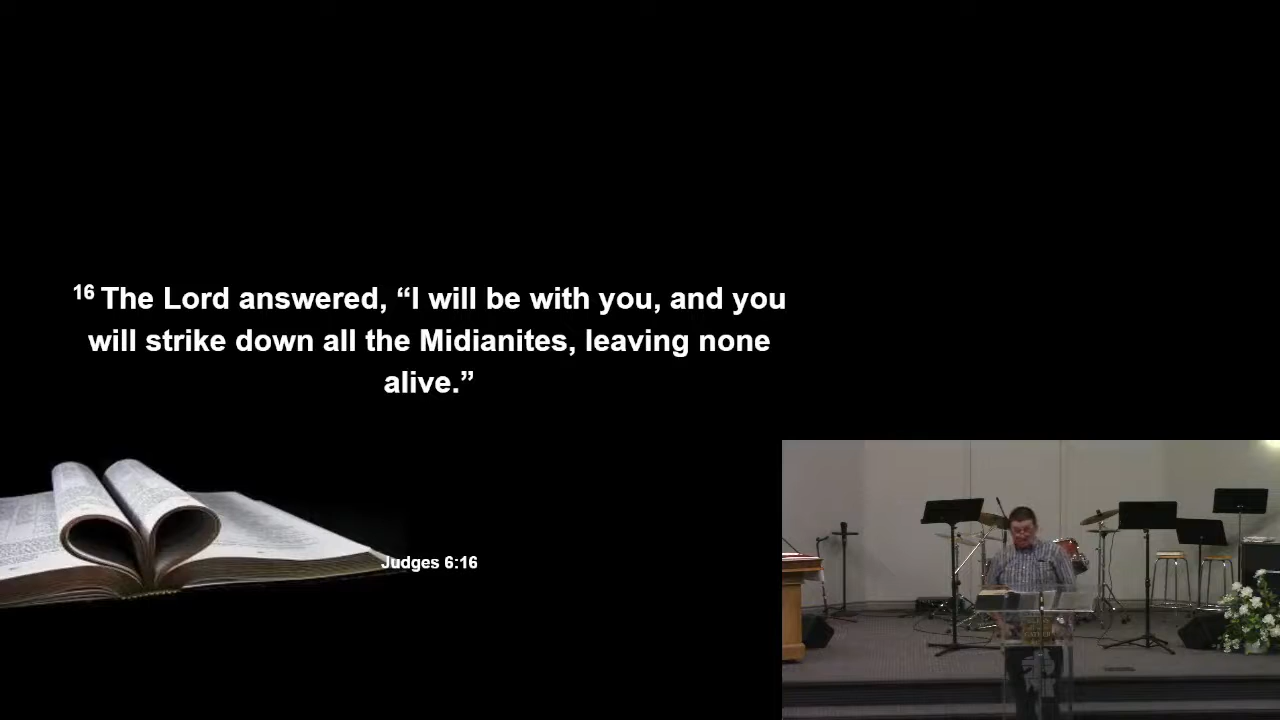 16 The Lord answered, “I will be with you, and you
will strike down all the Midianites, leaving none
alive.”
Judges 6:16